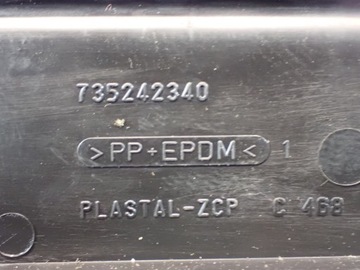 735242340
>PP+EPDM< 1
PLASTAL-ZCP C 468